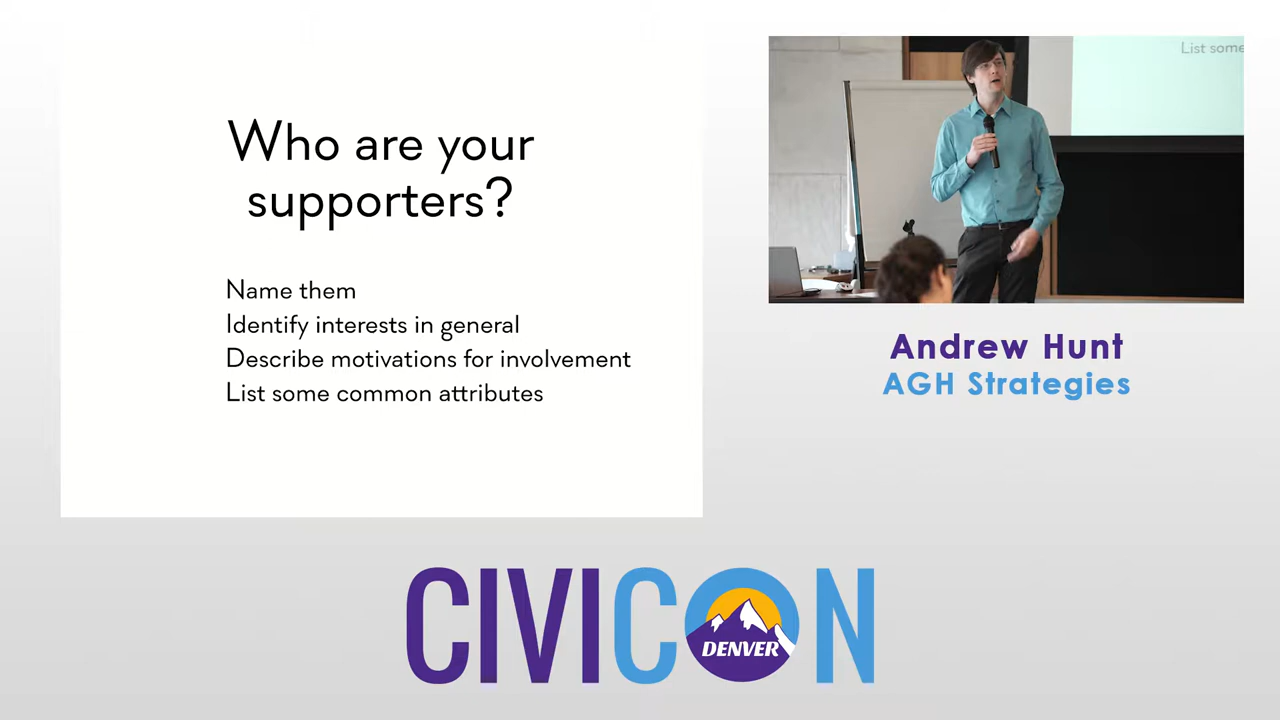 Who are your
supporters?
Name them
Identify interests in general
Describe motivations for involvement
List some common attributes
List some
Andrew Hunt
AGH Strategies
CIVICON
DENVER